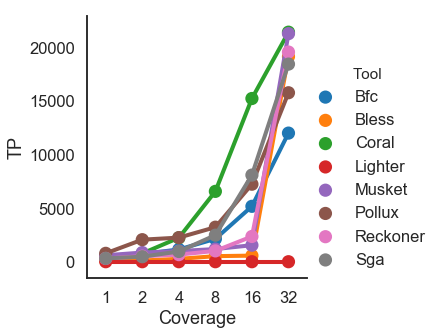 20000
15000
10000
5000
0
TP
1 2 4 8 16 32
Coverage
Tool
Bfc
Bless
Coral
Lighter
Musket
Pollux
Reckoner
Sga